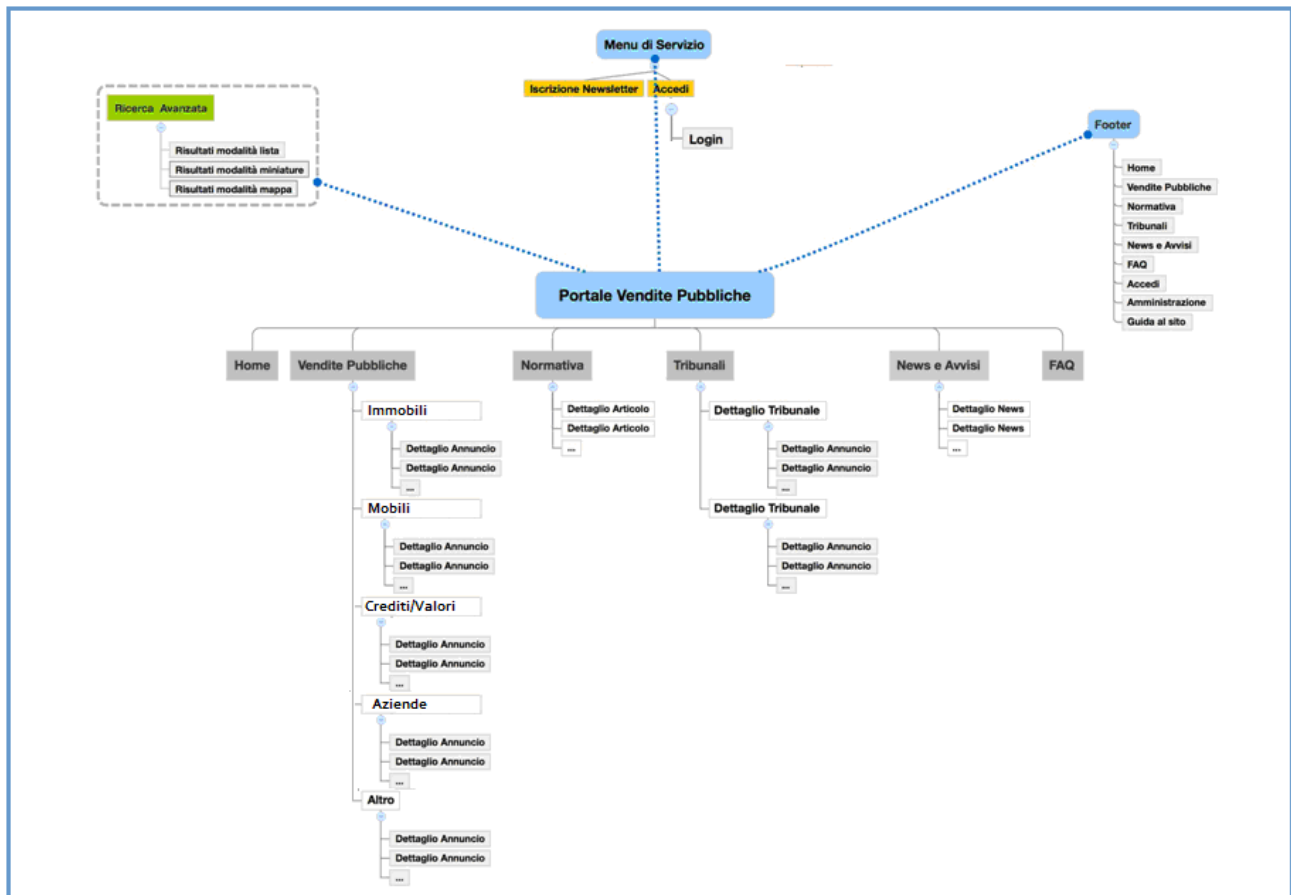 Menu di Servizio
Iscrizione Newsletter
Accedi
Login
Ricerca Avanzata
Risultati modalità lista
Risultati modalità miniature
Risultati modalità mappa
Footer
Home
Vendite Pubbliche
Normativa
Tribunali
News e Avvisi
FAQ
Accedi
Amministrazione
Guida al sito
Portale Vendite Pubbliche
Home
Vendite Pubbliche
Immobili
Dettaglio Annuncio
Dettaglio Annuncio
...
Mobili
Dettaglio Annuncio
Dettaglio Annuncio
...
Crediti/Valori
Dettaglio Annuncio
Dettaglio Annuncio
...
Aziende
Dettaglio Annuncio
Dettaglio Annuncio
...
Altro
Dettaglio Annuncio
Dettaglio Annuncio
...
Normativa
Dettaglio Articolo
Dettaglio Articolo
...
Tribunali
Dettaglio Tribunale
Dettaglio Annuncio
Dettaglio Annuncio
...
Dettaglio Tribunale
Dettaglio Annuncio
Dettaglio Annuncio
...
News e Avvisi
Dettaglio News
Dettaglio News
...
FAQ